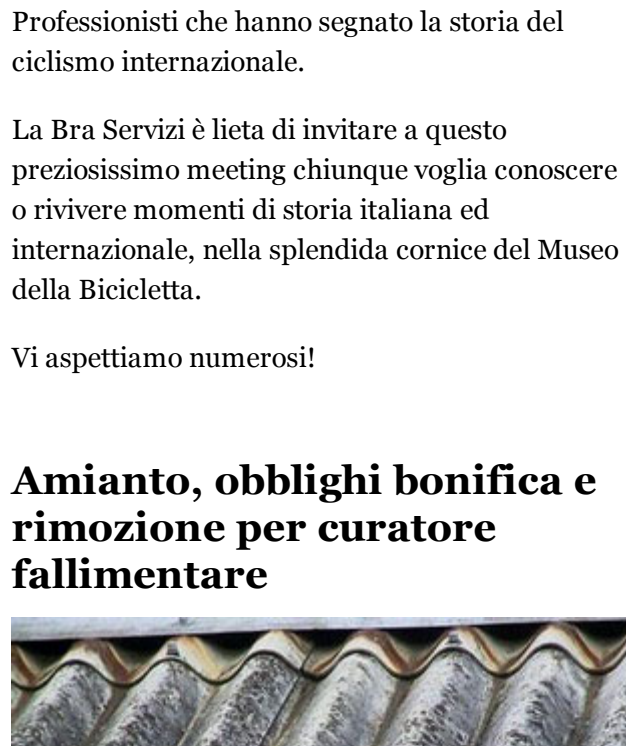 Professionisti che hanno segnato la storia del
ciclismo internazionale.
La Bra Servizi è lieta di invitare a questo
preziosissimo meeting chiunque voglia conoscere
o rivivere momenti di storia italiana ed
internazionale, nella splendida cornice del Museo
della Bicicletta.
Vi aspettiamo numerosi!
Amianto, obblighi bonifica e
rimozione per curatore
fallimentare